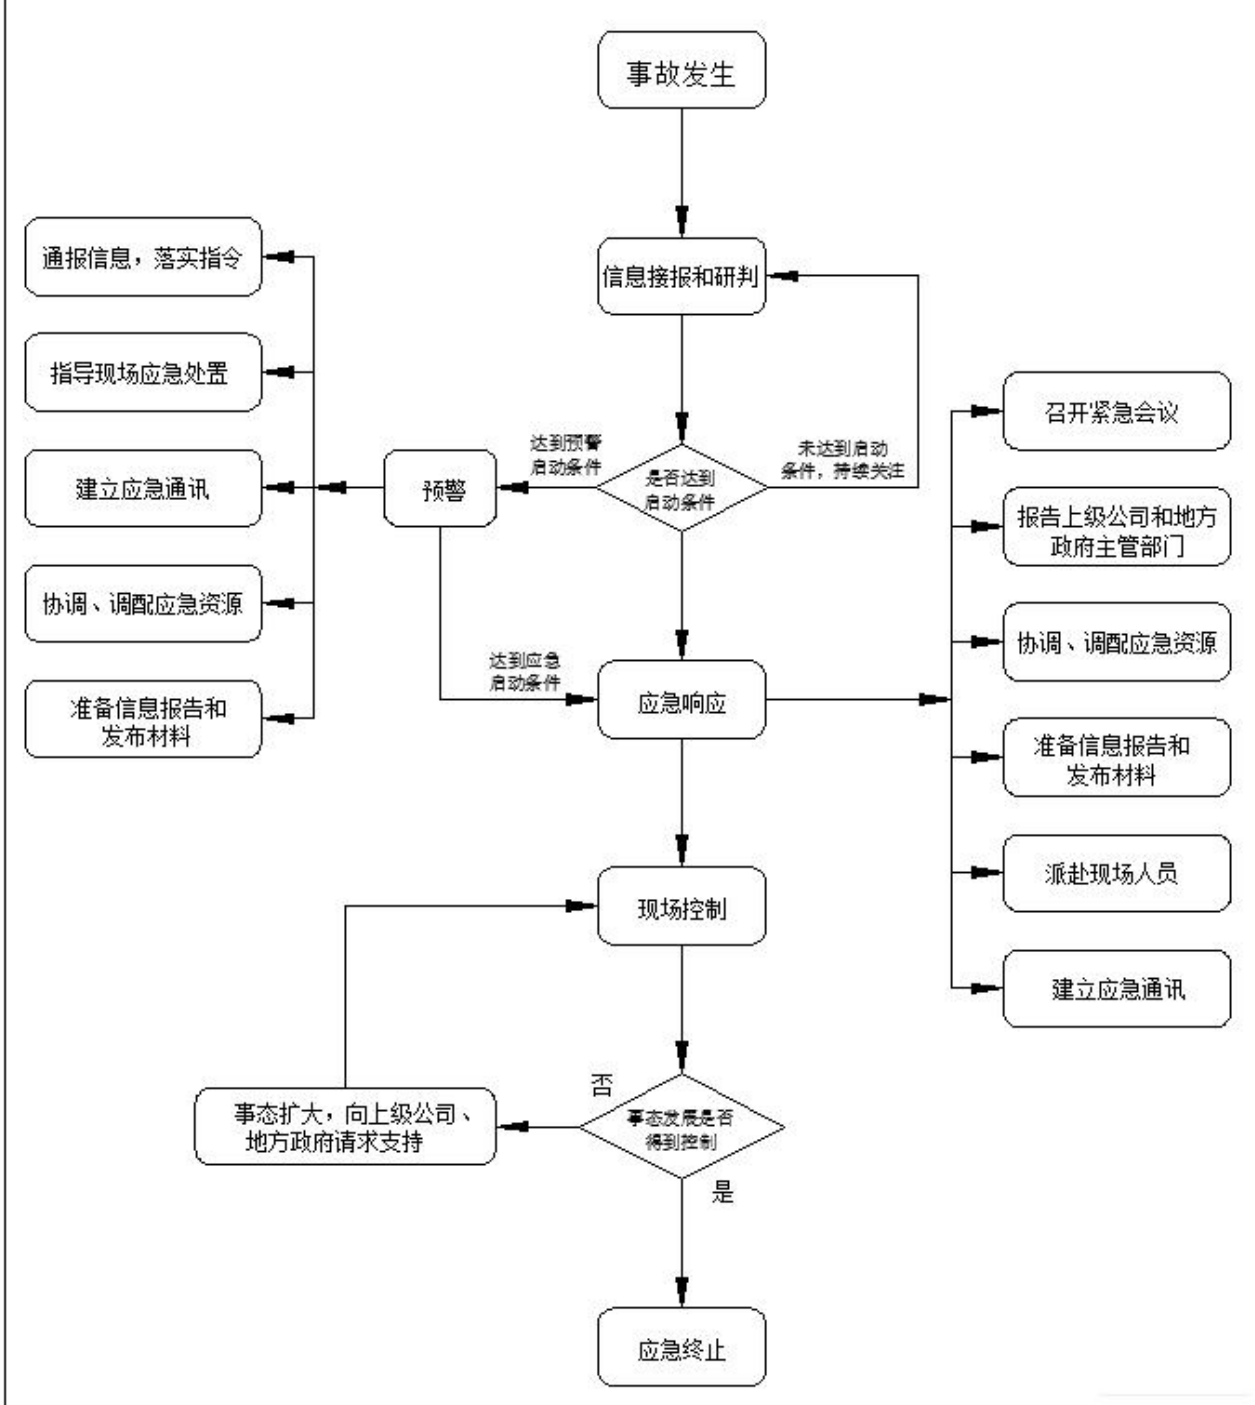 事故发生
信息接报和研判
通报信息，落实指令
指导现场应急处置
建立应急通讯
协调、调配应急资源
准备信息报告和
发布材料
预警
达到预警
启动条件
是否达到
启动条件
未达到启动
条件，持续关注
达到应急
启动条件
应急响应
召开紧急会议
报告上级公司和地方
政府主管部门
协调、调配应急资源
准备信息报告和
发布材料
派赴现场人员
建立应急通讯
现场控制
否
事态发展是否
得到控制
事态扩大，向上级公司、
地方政府请求支持
是
应急终止